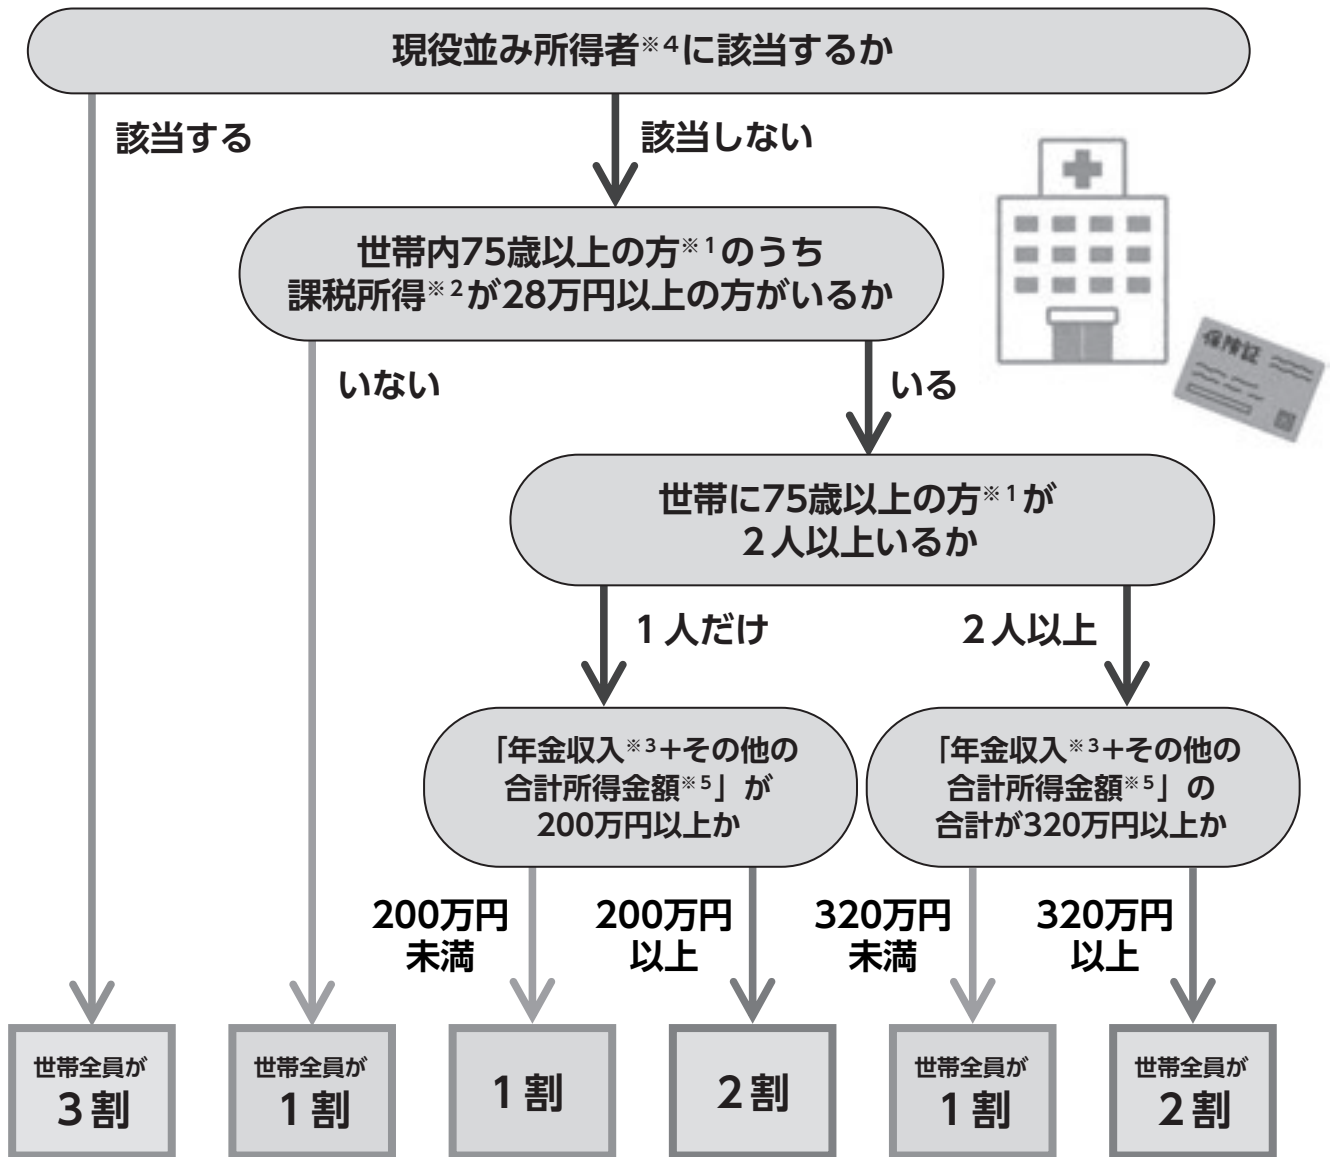 現役並み所得者※4に該当するか
該当する
該当しない
世帯内75歳以上の方※1のうち
課税所得※2が28万円以上の方がいるか
保険証
いない
いる
世帯に75歳以上の方※1が
2人以上いるか
1人だけ
2人以上
「年金収入※3+その他の
合計所得金額※5」が
200万円以上か
「年金収入※3+その他の
合計所得金額※5」の
合計が320万円以上か
200万円
未満
200万円
以上
320万円
未満
320万円
以上
世帯全員が
3割
世帯全員が
1割
1割
2割
世帯全員が
1割
世帯全員が
2割